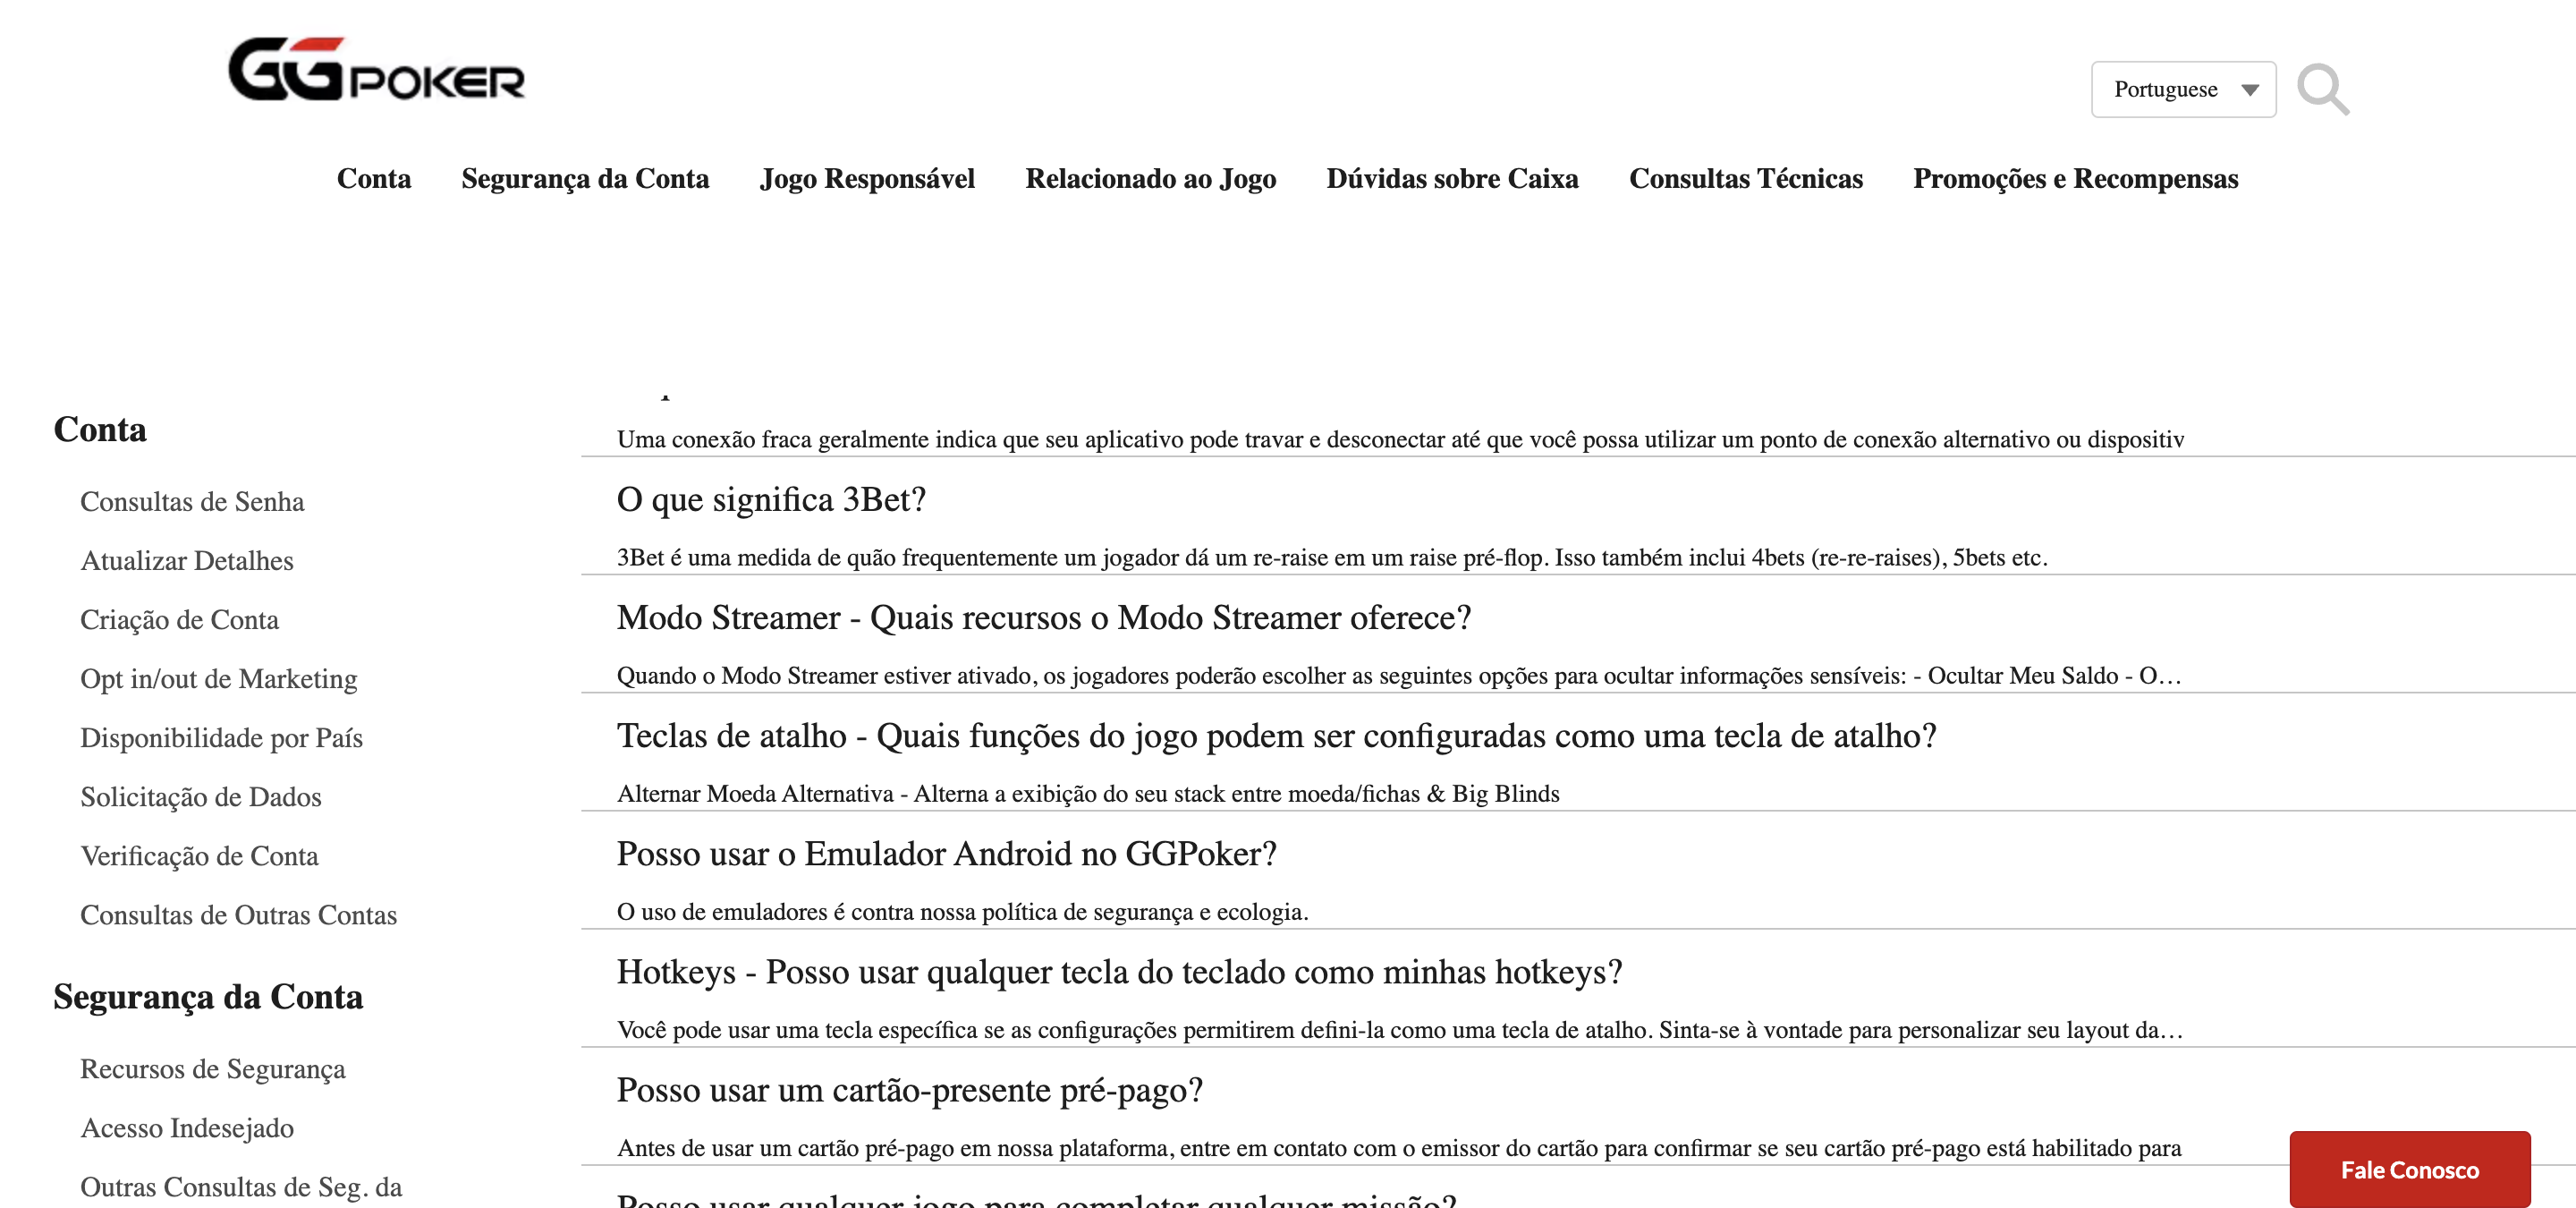 GGPOKER
Portuguese
Conta Segurança da Conta Jogo Responsável Relacionado ao Jogo Dúvidas sobre Caixa Consultas Técnicas Promoções e Recompensas
Conta
Consultas de Senha
Atualizar Detalhes
Criação de Conta
Opt in/out de Marketing
Disponibilidade por País
Solicitação de Dados
Verificação de Conta
Consultas de Outras Contas
Segurança da Conta
Recursos de Segurança
Acesso Indesejado
Outras Consultas de Seg. da
Uma conexão fraca geralmente indica que seu aplicativo pode travar e desconectar até que você possa utilizar um ponto de conexão alternativo ou dispositiv
O que significa 3Bet?
3Bet é uma medida de quão frequentemente um jogador dá um re-raise em um raise pré-flop. Isso também inclui 4bets (re-re-raises), 5bets etc.
Modo Streamer - Quais recursos o Modo Streamer oferece?
Quando o Modo Streamer estiver ativado, os jogadores poderão escolher as seguintes opções para ocultar informações sensíveis: - Ocultar Meu Saldo - O…
Teclas de atalho - Quais funções do jogo podem ser configuradas como uma tecla de atalho?
Alternar Moeda Alternativa - Alterna a exibição do seu stack entre moeda/fichas & Big Blinds
Posso usar o Emulador Android no GGPoker?
O uso de emuladores é contra nossa política de segurança e ecologia.
Hotkeys - Posso usar qualquer tecla do teclado como minhas hotkeys?
Você pode usar uma tecla específica se as configurações permitirem defini-la como uma tecla de atalho. Sinta-se à vontade para personalizar seu layout da…
Posso usar um cartão-presente pré-pago?
Antes de usar um cartão pré-pago em nossa plataforma, entre em contato com o emissor do cartão para confirmar se seu cartão pré-pago está habilitado para
Posso usar qualquer jogo para completar qualquer missão?
Fale Conosco